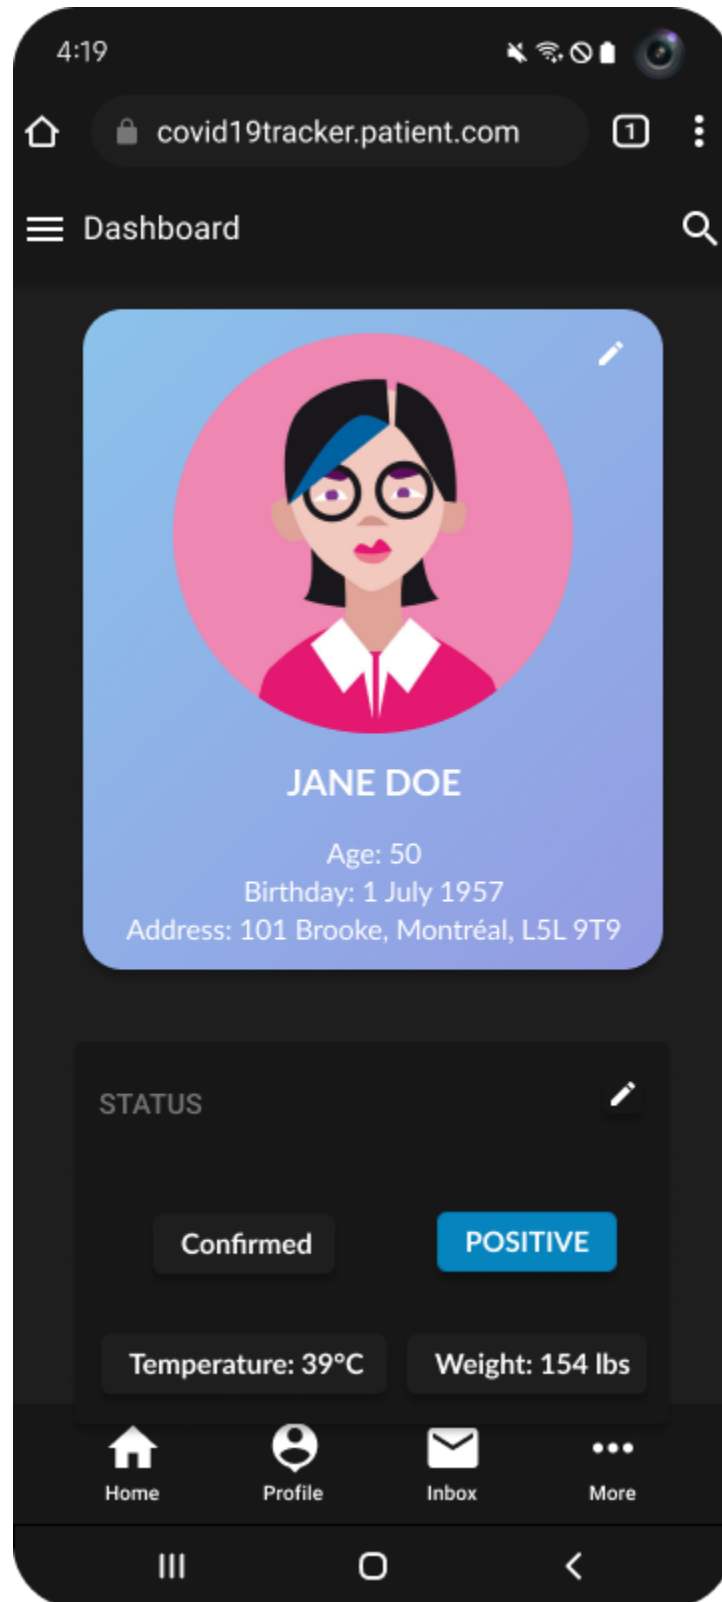 4:19
covid19tracker.patient.com
1
Dashboard
JANE DOE
Age: 50
Birthday: 1 July 1957
Address: 101 Brooke, Montréal, L5L 9T9
STATUS
Confirmed POSITIVE
Temperature: 39°C Weight: 154 lbs
Home Profile Inbox More